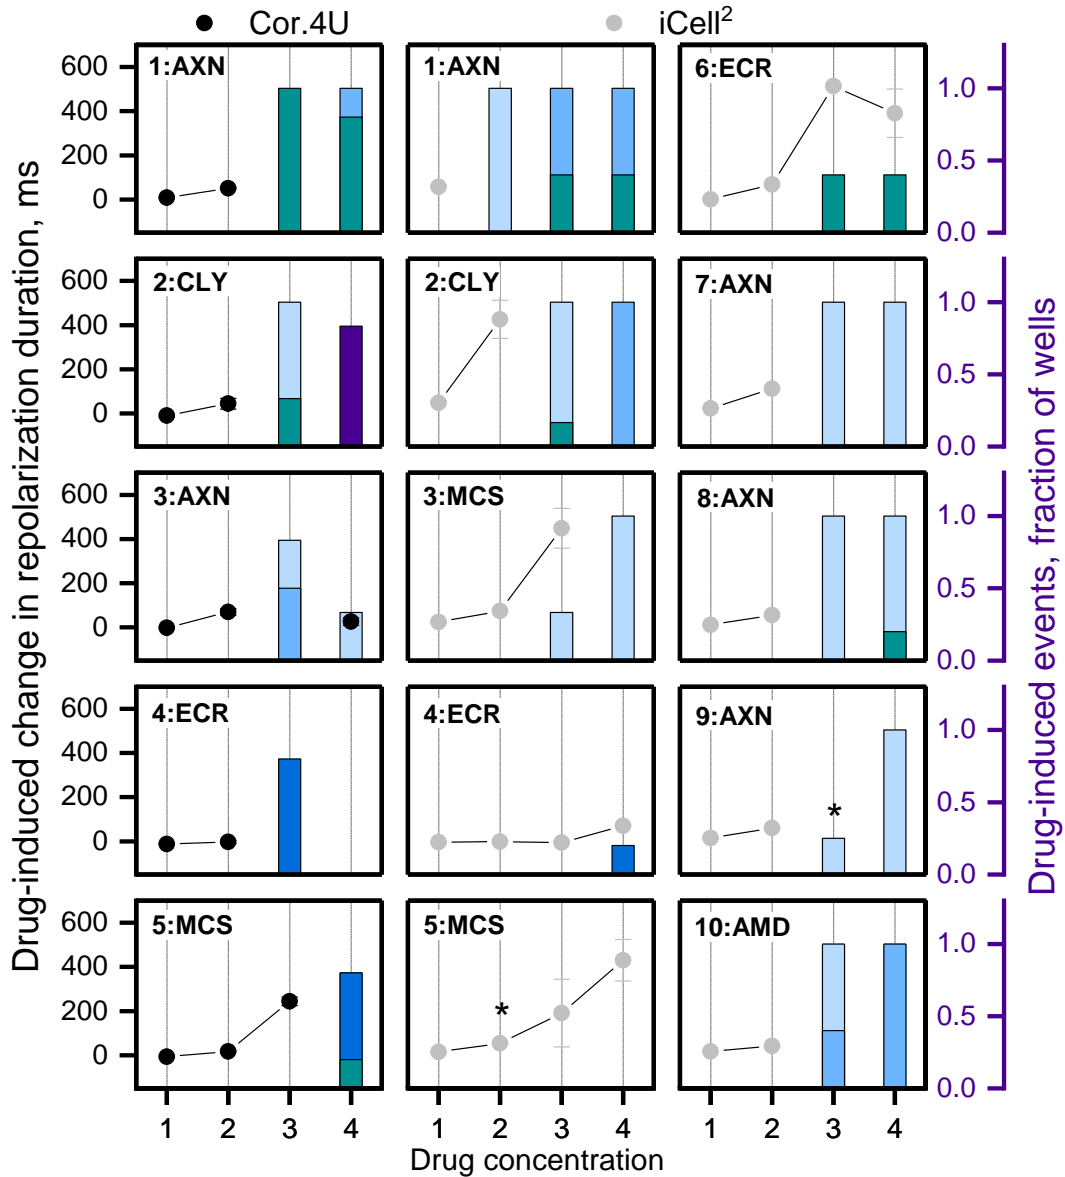 Cor.4U
iCell²
Drug-induced change in repolarization duration, ms
Drug-induced events, fraction of wells
600
400
200
0
1:AXN
1:AXN
6:ECR
1.0
0.5
0.0
600
400
200
0
2:CLY
2:CLY
7:AXN
1.0
0.5
0.0
600
400
200
0
3:AXN
3:MCS
8:AXN
1.0
0.5
0.0
600
400
200
0
4:ECR
4:ECR
9:AXN
*
1.0
0.5
0.0
600
400
200
0
5:MCS
5:MCS
*
10:AMD
1.0
0.5
0.0
1 2 3 4
1 2 3 4
1 2 3 4
Drug concentration